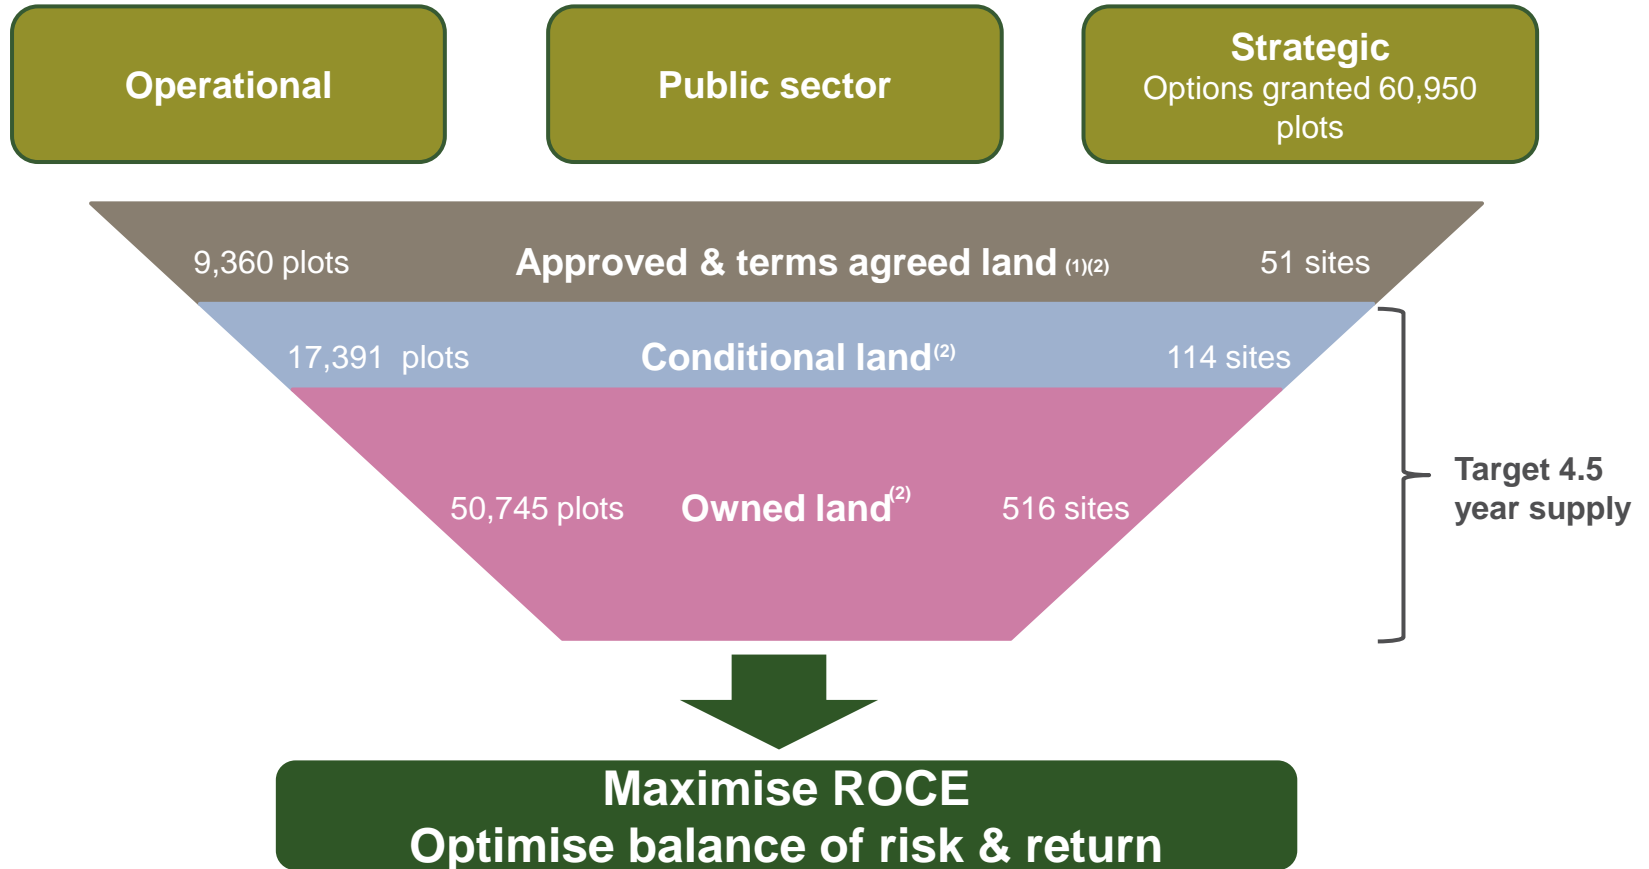 Operational
Public sector
Strategic
Options granted 60,950
plots
9,360 plots
Approved & terms agreed land (1)(2)
51 sites
17,391 plots
Conditional land(2)
114 sites
50,745 plots
Owned land(2)
516 sites
Target 4.5
year supply
Maximise ROCE
Optimise balance of risk & return